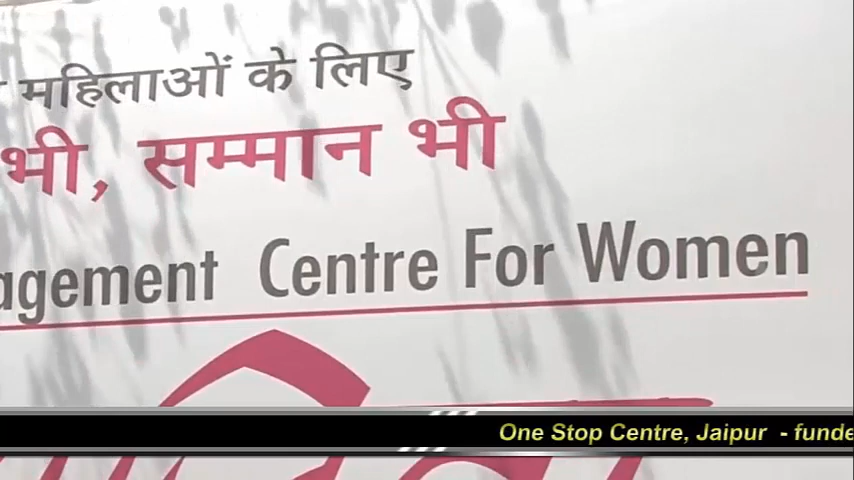 महिलाओं के लिए
भी, सम्मान भी
agement Centre For Women
One Stop Centre, Jaipur - funde